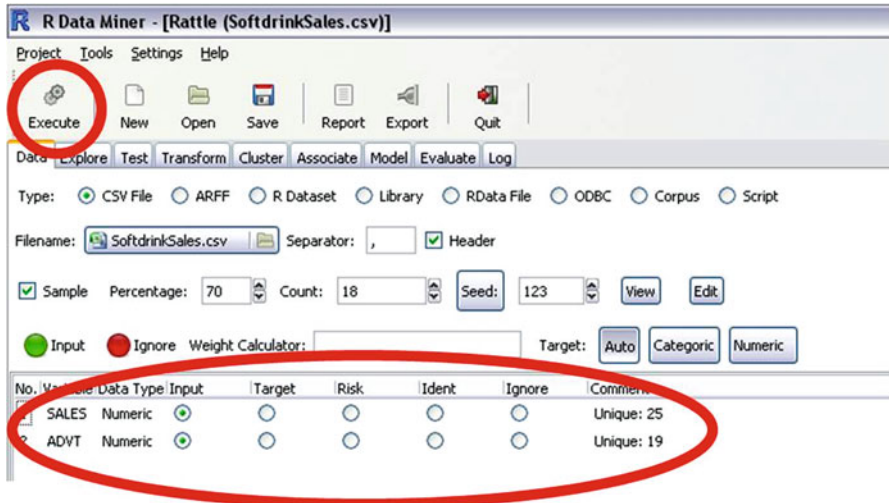 R Data Miner - [Rattle (SoftdrinkSales.csv)]
Project Tools Settings Help
Execute New Open Save Report Export Quit
Data Explore Test Transform Cluster Associate Model Evaluate Log
Type: CSV File ARFF R Dataset Library RData File ODBC Corpus Script
Filename: SoftdrinkSales.csv Separator: , Header
Sample Percentage: 70 Count: 18 Seed: 123 View Edit
Input Ignore Weight Calculator: Target: Auto Categoric Numeric
No. Variable Data Type Input Target Risk Ident Ignore Comment
SALES Numeric Unique: 25
ADVT Numeric Unique: 19